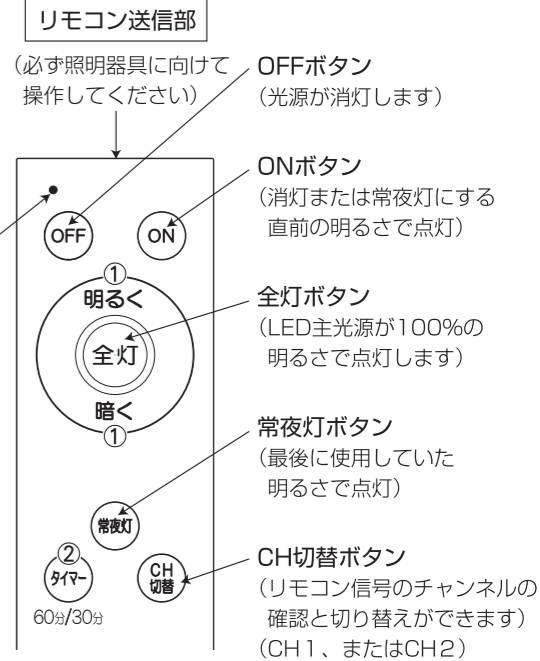 リモコン送信部
（必ず照明器具に向けて
操作してください）
OFFボタン
（光源が消灯します）
ONボタン
（消灯または常夜灯にする
直前の明るさで点灯）
全灯ボタン
（LED主光源が100%の
明るさで点灯します）
常夜灯ボタン
（最後に使用していた
明るさで点灯）
CH切替ボタン
（リモコン信号のチャンネルの
確認と切り替えができます）
（CH1、またはCH2）
OFF
ON
①
明るく
全灯
暗く
①
常夜灯
②
タイマー
60分/30分
CH
切替